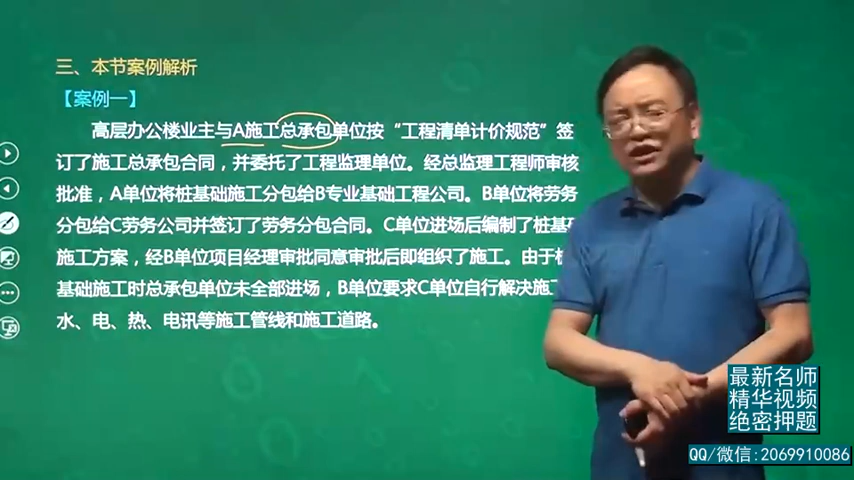 三、本节案例解析
【案例一】
高层办公楼业主与A施工总承包单位按“工程清单计价规范”签
订了施工总承包合同，并委托了工程监理单位。经总监理工程师审核
批准，A单位将桩基础施工分包给B专业基础工程公司。B单位将劳务
分包给C劳务公司并签订了劳务分包合同。C单位进场后编制了桩基
施工方案，经B单位项目经理审批同意审批后即组织了施工。由于
基础施工时总承包单位未全部进场，B单位要求C单位自行解决施
水、电、热、电讯等施工管线和施工道路。
最新名师
精华视频
绝密押题
QQ/微信:2069910086